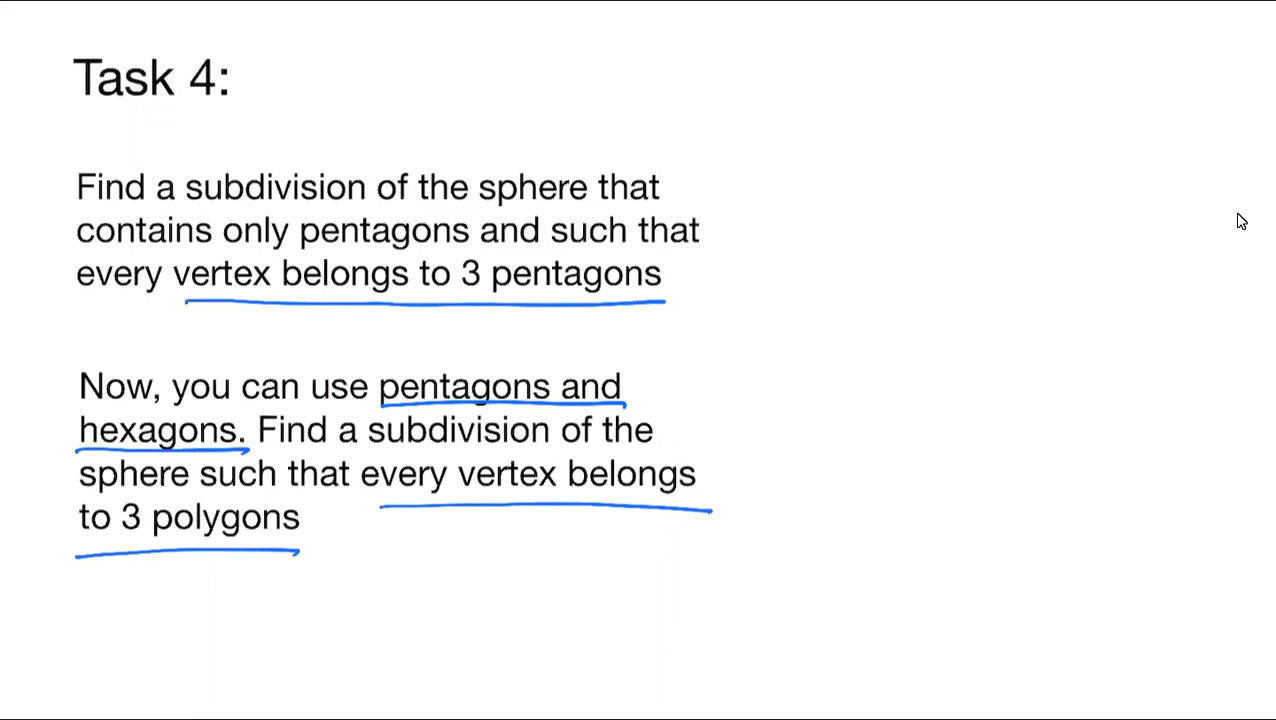 Task 4:
Find a subdivision of the sphere that
contains only pentagons and such that
every vertex belongs to 3 pentagons
Now, you can use pentagons and
hexagons. Find a subdivision of the
sphere such that every vertex belongs
to 3 polygons